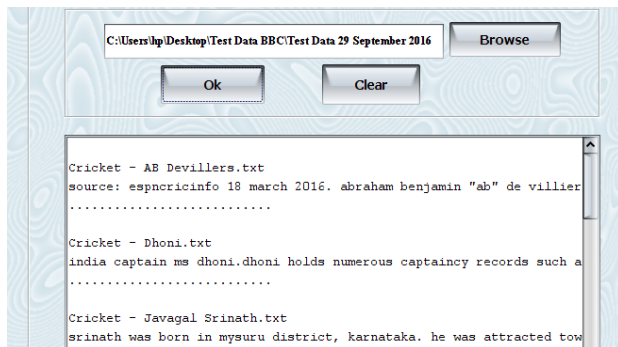 C:\Users\hp\Desktop\Test Data BBC\Test Data 29 September 2016 Browse
Ok Clear
Cricket - AB Devillers.txt
source: espncricinfo 18 march 2016. abraham benjamin "ab" de villier
...........................
Cricket - Dhoni.txt
india captain ms dhoni.dhoni holds numerous captaincy records such a
...........................
Cricket - Javagal Srinath.txt
srinath was born in mysuru district, karnataka. he was attracted tow